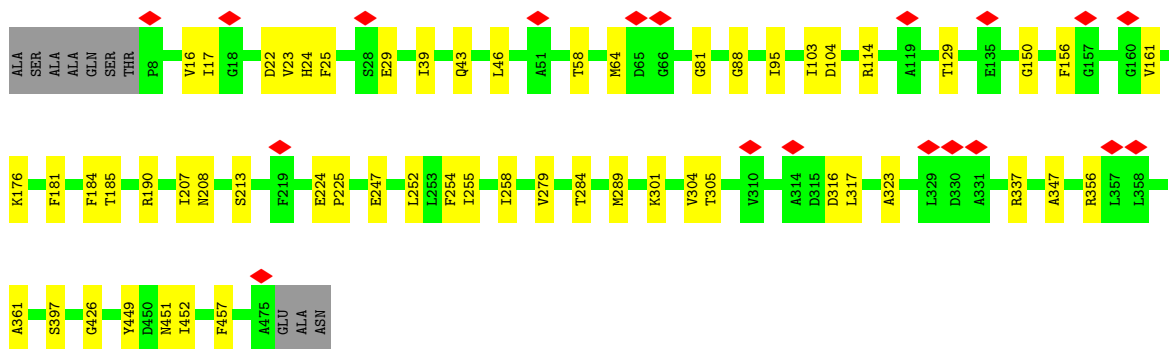 ALA SER ALA ALA GLN SER THR P8 V16 I17 G18 D22 V23 H24 F25 S28 E29 I39 Q43 L46 A51 T58 M64 D65 G66 G81 G88 I95 I103 D104 R114 A119 T129 E135 G150 F156 G157 G160 V161
K176 F181 F184 T185 R190 I207 N208 S213 F219 E224 P225 E247 L252 L253 F254 I255 I258 V279 T284 M289 K301 V304 T305 V310 A314 D315 D316 L317 A323 L329 D330 A331 R337 A347 R356 L357 L358
A361 S397 G426 Y449 D450 N451 I452 F457 A475 GLU ALA ASN